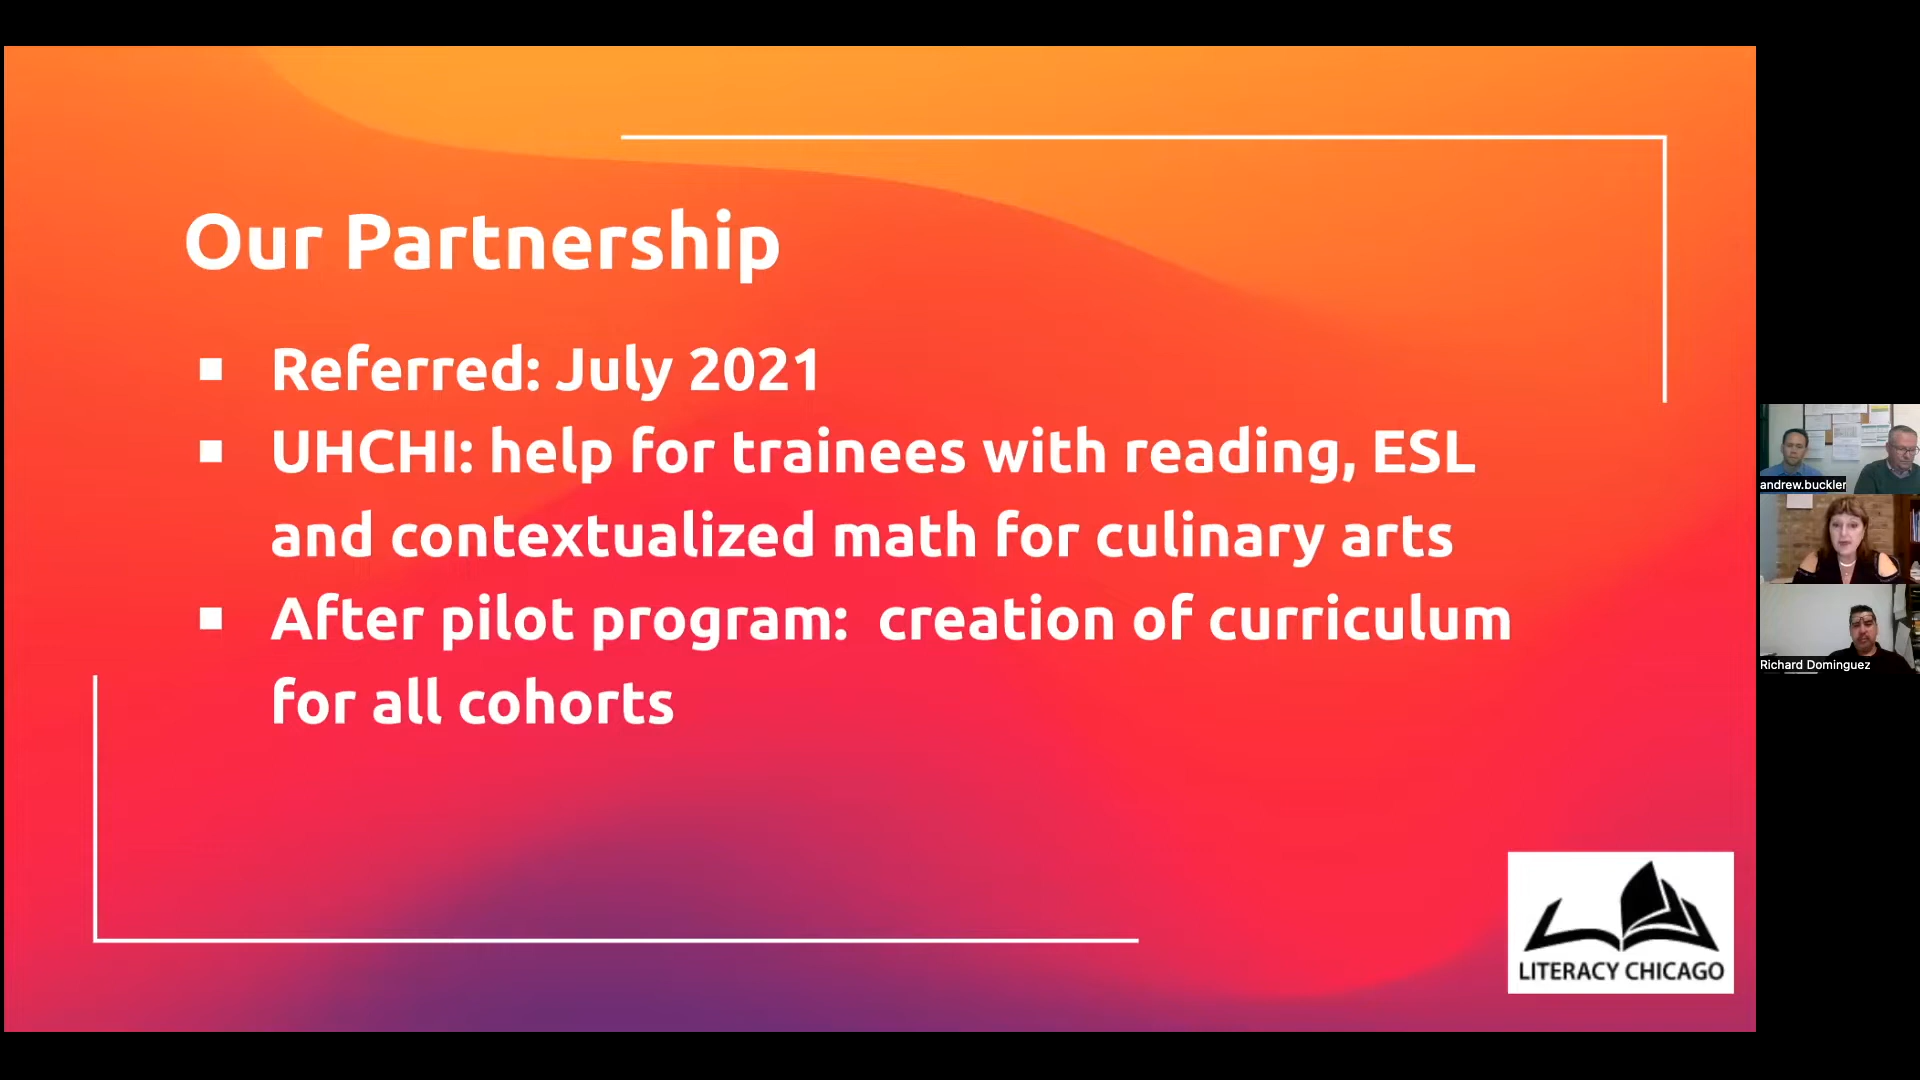 Our Partnership
▪ Referred: July 2021
▪ UHCHI: help for trainees with reading, ESL
and contextualized math for culinary arts
▪ After pilot program:  creation of curriculum
for all cohorts
LITERACY CHICAGO
andrew.buckler
Richard Dominguez